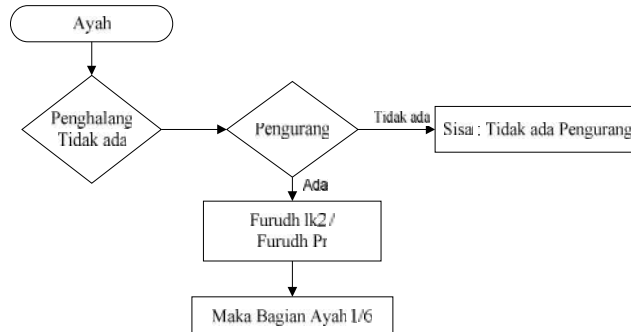 Ayah
Penghalang
Tidak ada
Pengurang
Tidak ada
Sisa : Tidak ada Pengurang
Ada
Furudh lk2 /
Furudh Pr
Maka Bagian Ayah 1/6